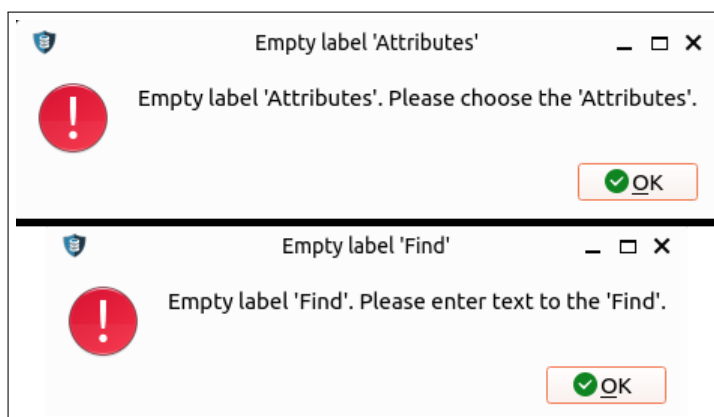 Empty label 'Attributes'
Empty label 'Attributes'. Please choose the 'Attributes'.
OK
Empty label 'Find'
Empty label 'Find'. Please enter text to the 'Find'.
OK